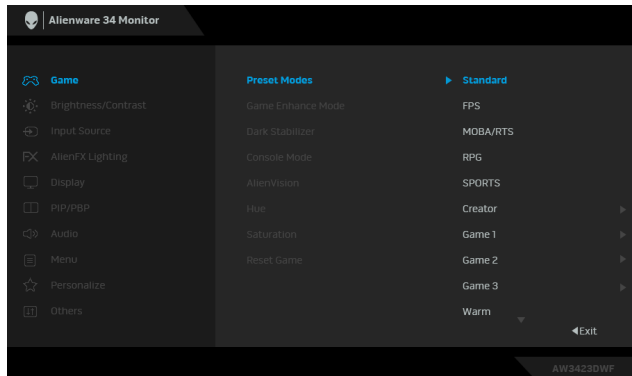 Alienware 34 Monitor
Game
Preset Modes
Standard
Brightness/Contrast
Game Enhance Mode
FPS
Input Source
Dark Stabilizer
MOBA/RTS
AlienFX Lighting
Console Mode
RPG
Display
AlienVision
SPORTS
PIP/PBP
Hue
Creator
Audio
Saturation
Game 1
Menu
Reset Game
Game 2
Personalize
Game 3
Others
Warm
Exit
AW3423DWF